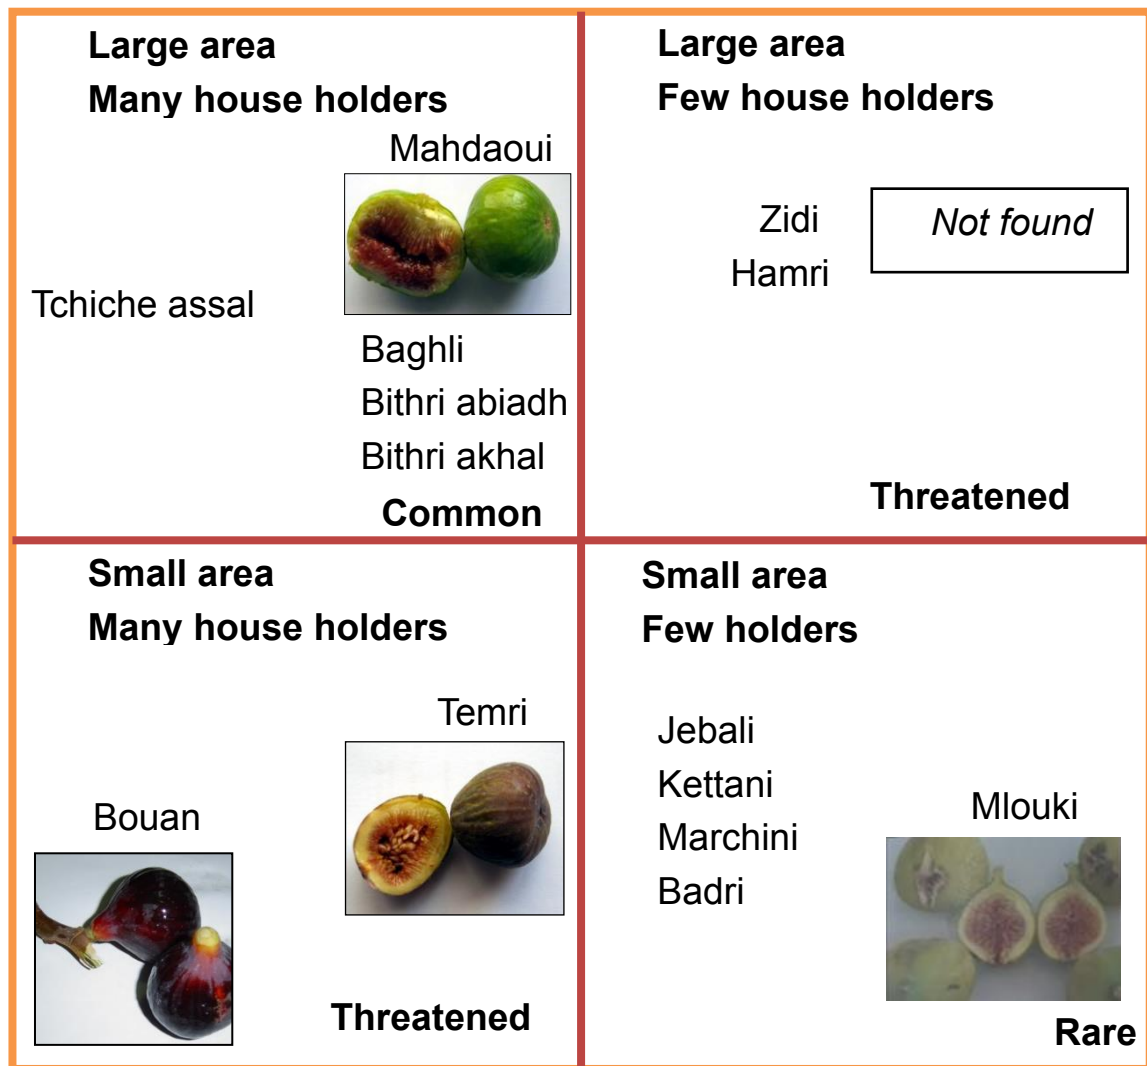 Large area
Many house holders
Mahdaoui
Tchiche assal
Baghli
Bithri abiadh
Bithri akhal
Common
Large area
Few house holders
Zidi
Not found
Hamri
Threatened
Small area
Many house holders
Temri
Bouan
Threatened
Small area
Few holders
Jebali
Kettani
Marchini
Badri
Mlouki
Rare